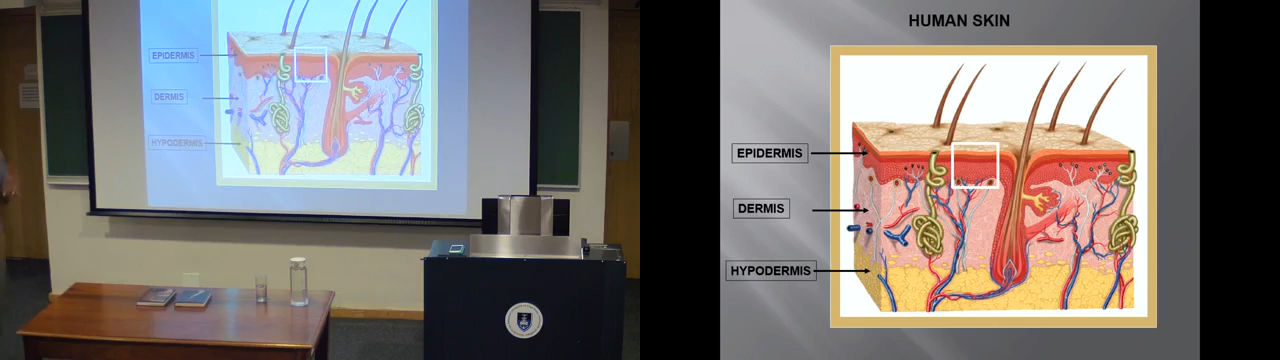 EPIDERMIS
DERMIS
HYPODERMIS
HUMAN SKIN
EPIDERMIS
DERMIS
HYPODERMIS